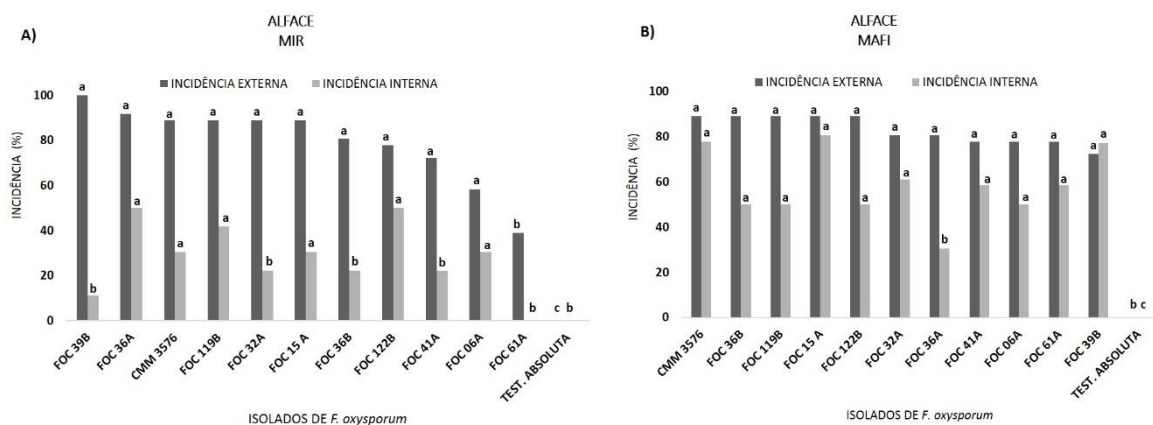 A)
ALFACE
MIR
INCIDÊNCIA EXTERNA INCIDÊNCIA INTERNA
INCIDÊNCIA (%)
100
80
60
40
20
0
a b
a a
a a
a a
a b
a a
a b
a a
a b
a a
b b
c b
FOC 39B
FOC 36A
CMM 3576
FOC 119B
FOC 32A
FOC 15 A
FOC 36B
FOC 122B
FOC 41A
FOC 06A
FOC 61A
TEST. ABSOLUTA
ISOLADOS DE F. oxysporum
B)
ALFACE
MAFI
INCIDÊNCIA EXTERNA INCIDÊNCIA INTERNA
INCIDÊNCIA (%)
100
80
60
40
20
0
a a
a a
a a
a a
a a
a a
a b
a a
a a
a a
a a
b c
CMM 3576
FOC 36B
FOC 119B
FOC 15 A
FOC 122B
FOC 32A
FOC 36A
FOC 41A
FOC 06A
FOC 61A
FOC 39B
TEST. ABSOLUTA
ISOLADOS DE F. oxysporum